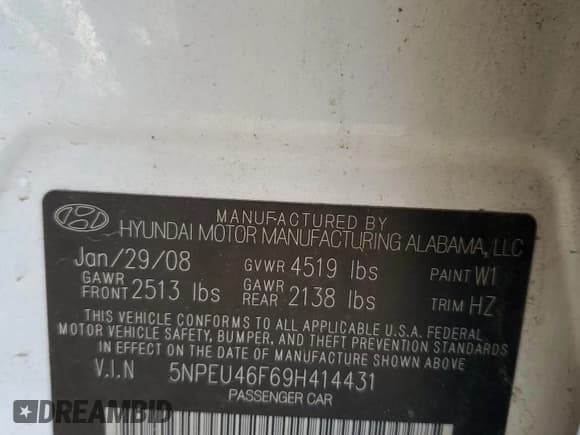 MANUFACTURED BY
HYUNDAI MOTOR MANUFACTURING ALABAMA, LLC
Jan/29/08 GVWR 4519 lbs PAINT W1
GAWR FRONT 2513 lbs GAWR REAR 2138 lbs TRIM HZ
THIS VEHICLE CONFORMS TO ALL APPLICABLE U.S.A. FEDERAL
MOTOR VEHICLE SAFETY, BUMPER, AND THEFT PREVENTION STANDARDS
IN EFFECT ON THE DATE OF MANUFACTURE SHOWN ABOVE
V.I.N 5NPEU46F69H414431
PASSENGER CAR
DREAMBID